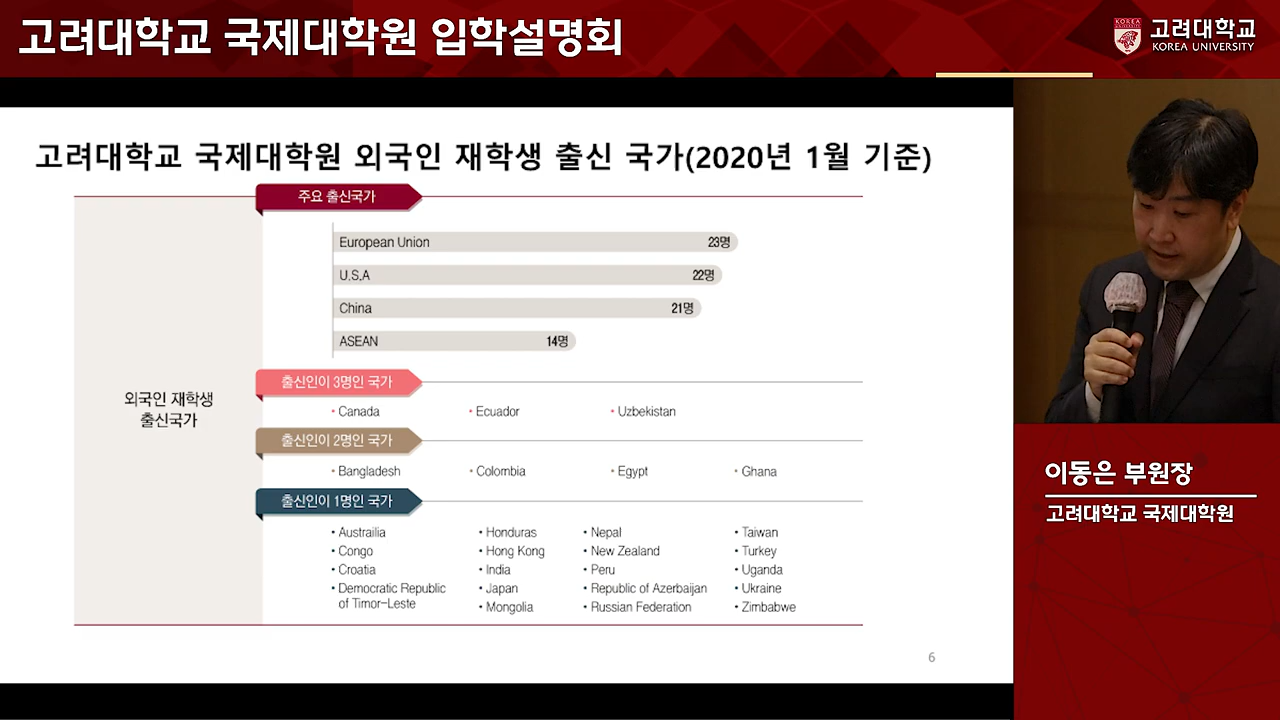 고려대학교 국제대학원 입학설명회
KOREA
고려대학교
KOREA UNIVERSITY
고려대학교 국제대학원 외국인 재학생 출신 국가(2020년 1월 기준)
주요 출신국가
European Union 23명
U.S.A 22명
China 21명
ASEAN 14명
외국인 재학생
출신국가
출신인이 3명인 국가
• Canada • Ecuador • Uzbekistan
출신인이 2명인 국가
• Bangladesh • Colombia • Egypt • Ghana
출신인이 1명인 국가
• Austrailia • Honduras • Nepal • Taiwan
• Congo • Hong Kong • New Zealand • Turkey
• Croatia • India • Peru • Uganda
• Democratic Republic • Japan • Republic of Azerbaijan • Ukraine
of Timor-Leste • Mongolia • Russian Federation • Zimbabwe
6
이동은 부원장
고려대학교 국제대학원